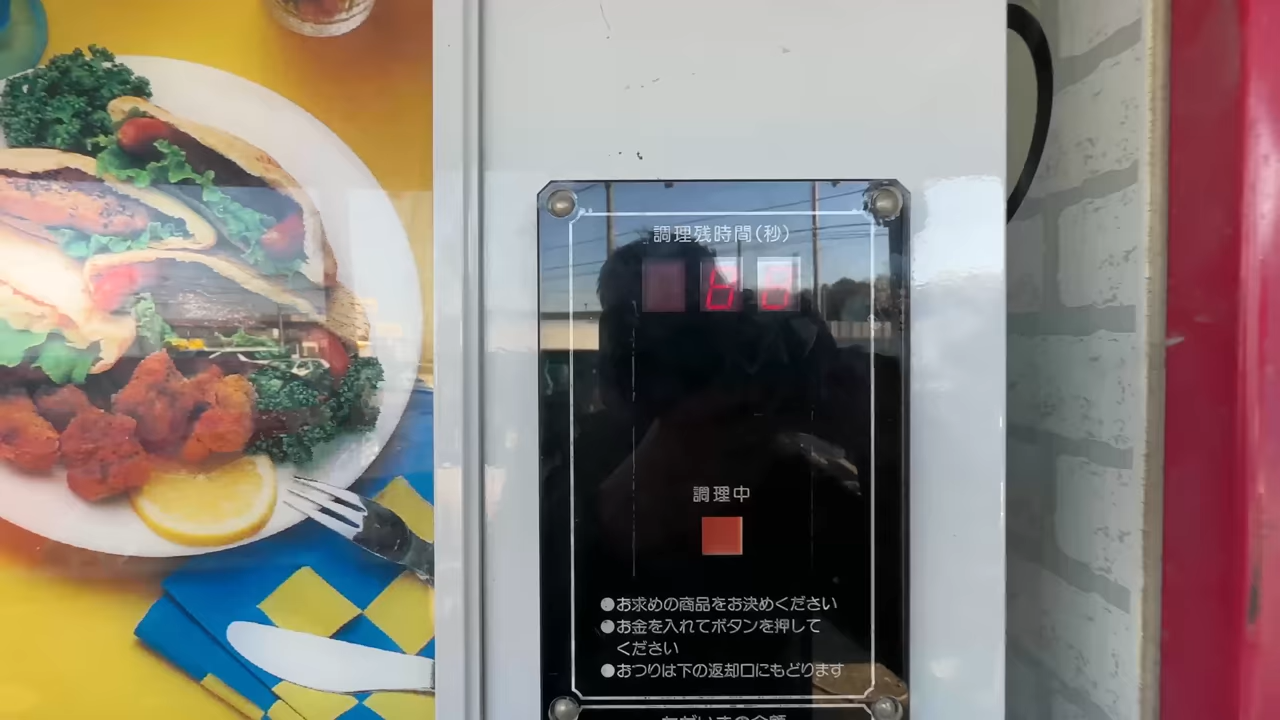 調理残時間(秒)
調理中
●お求めの商品をお決めください
●お金を入れてボタンを押して
ください
●おつりは下の返却口にもどります